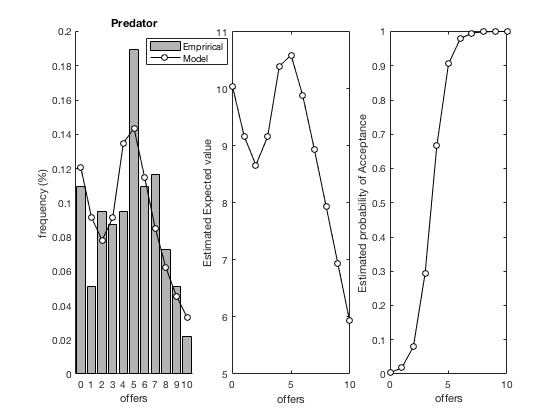 Predator
Emprirical
Model
frequency (%)
0.2
0.18
0.16
0.14
0.12
0.1
0.08
0.06
0.04
0.02
0
0 1 2 3 4 5 6 7 8 9 10
offers
Estimated Expected value
11
10
9
8
7
6
5
0 5 10
offers
Estimated probability of Acceptance
1
0.9
0.8
0.7
0.6
0.5
0.4
0.3
0.2
0.1
0
0 5 10
offers